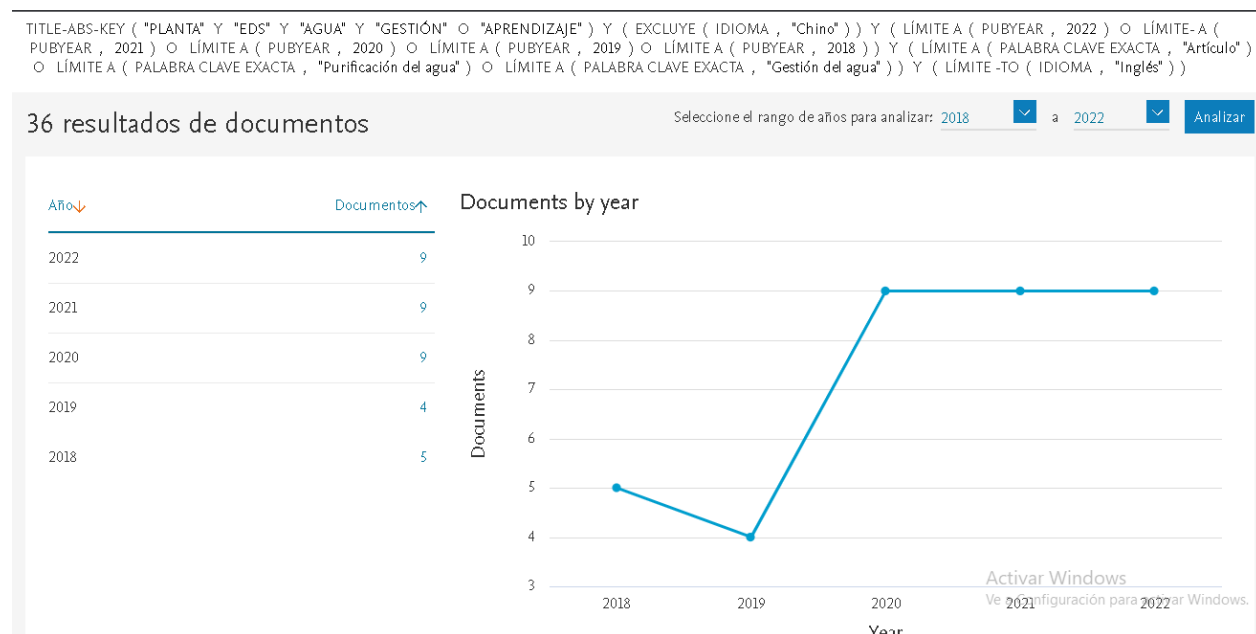 TITLE-ABS-KEY ( "PLANTA" Y "EDS" Y "AGUA" Y "GESTIÓN" O "APRENDIZAJE" ) Y ( EXCLUYE ( IDIOMA , "Chino" ) ) Y ( LÍMITE A ( PUBYEAR , 2022 ) O LÍMITE- A (
PUBYEAR , 2021 ) O LÍMITE A ( PUBYEAR , 2020 ) O LÍMITE A ( PUBYEAR , 2019 ) O LÍMITE A ( PUBYEAR , 2018 ) ) Y ( LÍMITE A ( PALABRA CLAVE EXACTA , "Artículo" )
O LÍMITE A ( PALABRA CLAVE EXACTA , "Purificación del agua" ) O LÍMITE A ( PALABRA CLAVE EXACTA , "Gestión del agua" ) ) Y ( LÍMITE -TO ( IDIOMA , "Inglés" ) )
36 resultados de documentos
Seleccione el rango de años para analizar: 2018 a 2022 Analizar
Año Documentos
2022 9
2021 9
2020 9
2019 4
2018 5
Documents by year
10
9
8
7
6
5
4
3
Documents
2018 2019 2020 2021 2022
Year
Activar Windows
Ve a Configuración para activar Windows.